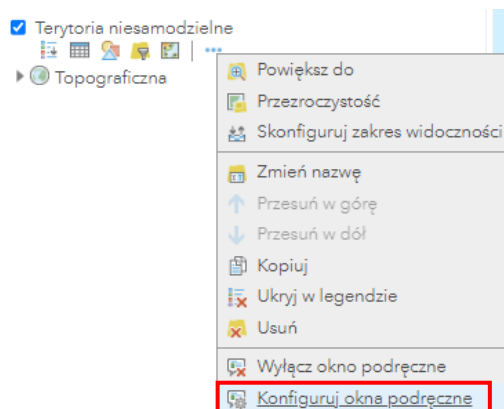 Terytoria niesamodzielne
Topograficzna
Powiększ do
Przezroczystość
Skonfiguruj zakres widoczności
Zmień nazwę
Przesuń w górę
Przesuń w dół
Kopiuj
Ukryj w legendzie
Usuń
Wyłącz okno podręczne
Konfiguruj okna podręczne